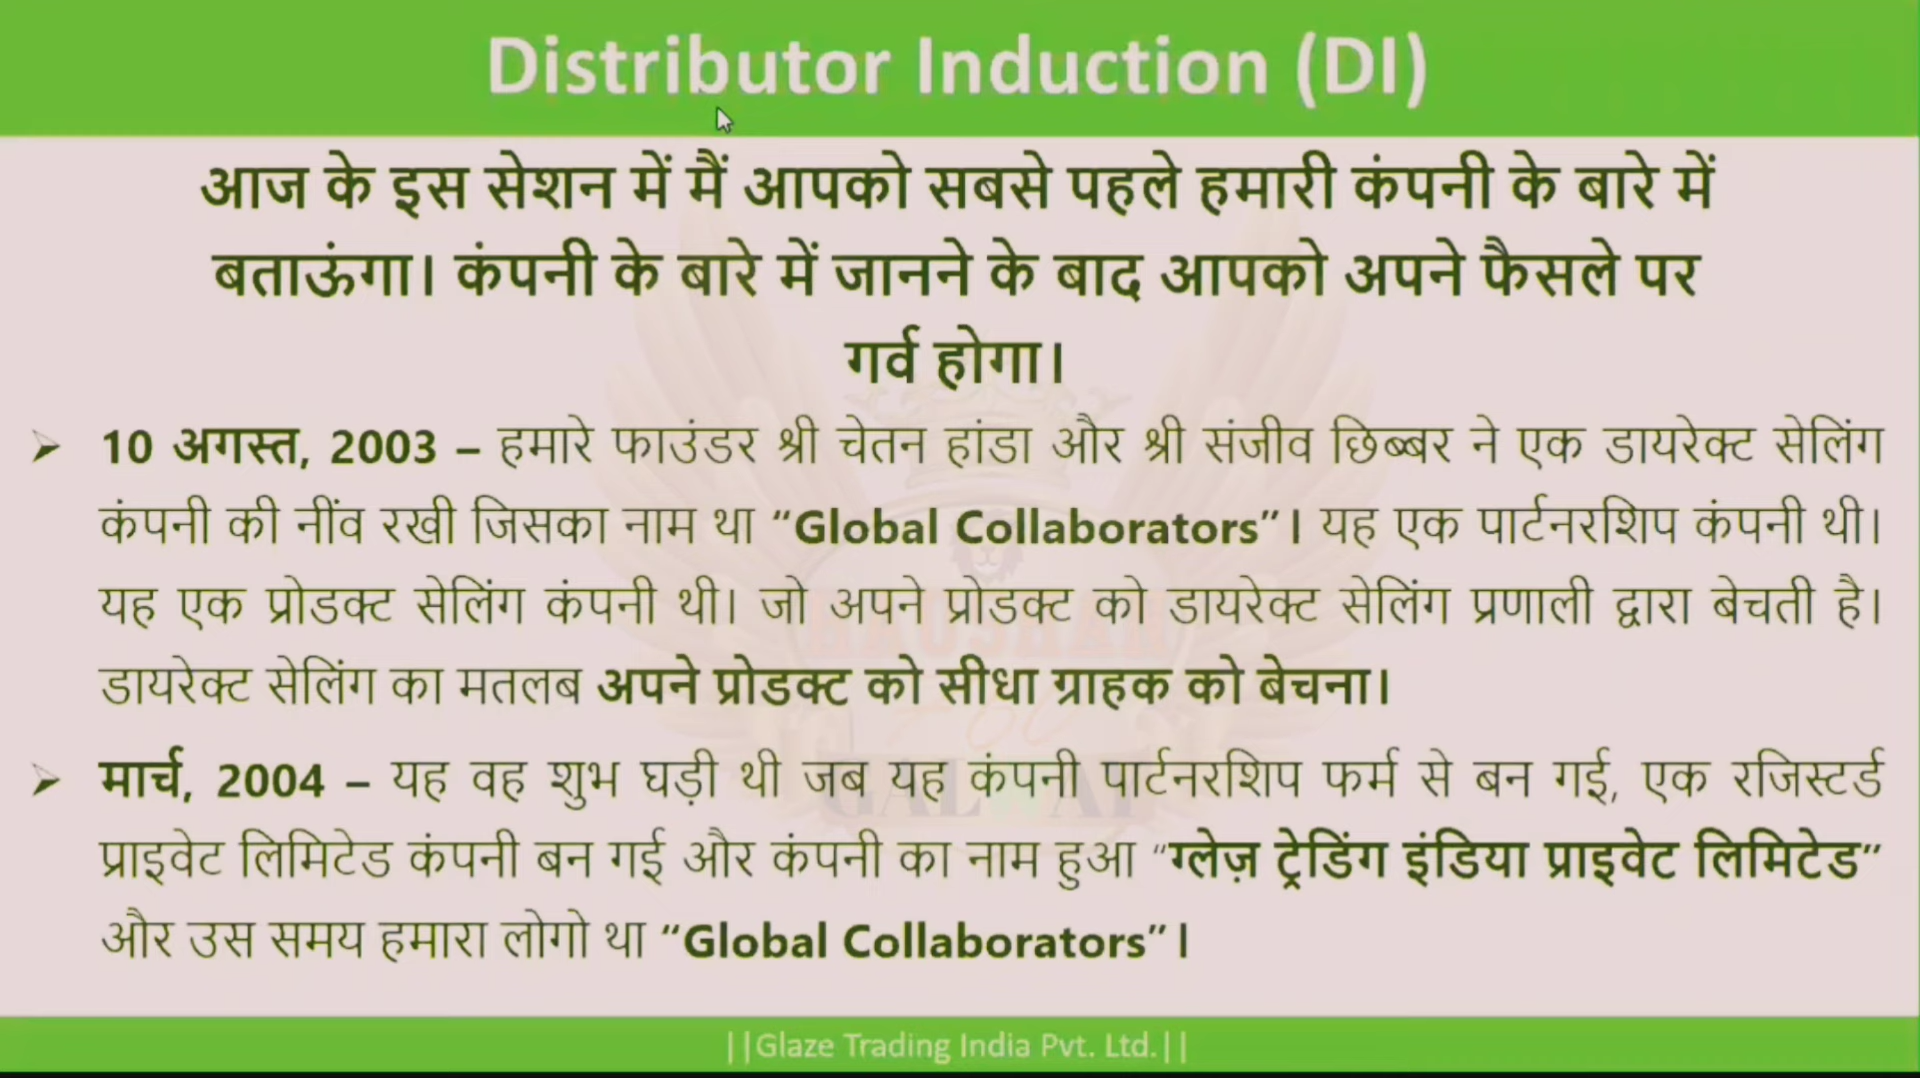 Distributor Induction (DI)
आज के इस सेशन में मैं आपको सबसे पहले हमारी कंपनी के बारे में
बताऊंगा। कंपनी के बारे में जानने के बाद आपको अपने फैसले पर
गर्व होगा।
➢ 10 अगस्त, 2003 – हमारे फाउंडर श्री चेतन हांडा और श्री संजीव छिब्बर ने एक डायरेक्ट सेलिंग
कंपनी की नींव रखी जिसका नाम था “Global Collaborators”। यह एक पार्टनरशिप कंपनी थी।
यह एक प्रोडक्ट सेलिंग कंपनी थी। जो अपने प्रोडक्ट को डायरेक्ट सेलिंग प्रणाली द्वारा बेचती है।
डायरेक्ट सेलिंग का मतलब अपने प्रोडक्ट को सीधा ग्राहक को बेचना।
➢ मार्च, 2004 – यह वह शुभ घड़ी थी जब यह कंपनी पार्टनरशिप फर्म से बन गई, एक रजिस्टर्ड
प्राइवेट लिमिटेड कंपनी बन गई और कंपनी का नाम हुआ “ग्लेज़ ट्रेडिंग इंडिया प्राइवेट लिमिटेड”
और उस समय हमारा लोगो था “Global Collaborators”।
||Glaze Trading India Pvt. Ltd.||